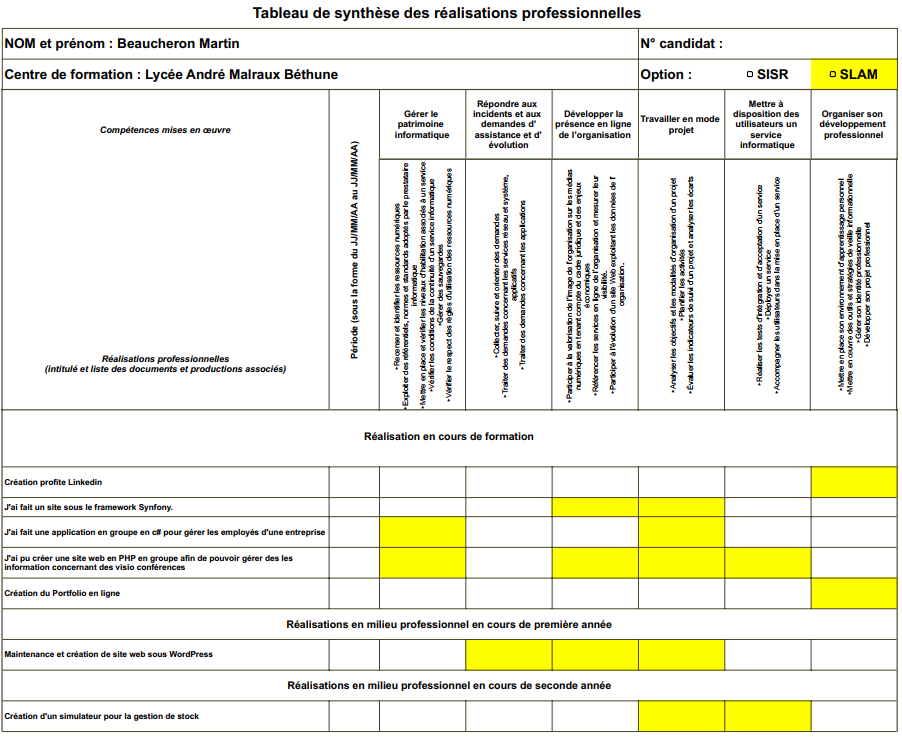 Tableau de synthèse des réalisations professionnelles
NOM et prénom : Beaucheron Martin
N° candidat :
Centre de formation : Lycée André Malraux Béthune
Option :
SISR
SLAM
Compétences mises en œuvre
Réalisations professionnelles
(intitulé et liste des documents et productions associés)
Période (sous la forme du JJ/MM/AA au JJ/MM/AA)
Gérer le
patrimoine
informatique
Répondre aux
incidents et aux
demandes d'
assistance et d'
évolution
Développer la
présence en ligne
de l'organisation
Travailler en mode
projet
Mettre à
disposition des
utilisateurs un
service
informatique
Organiser son
développement
professionnel
• Recenser et identifier les ressources numériques
• Exploiter des référentiels, normes et standards adoptés par le prestataire
informatique
• Mettre en place et vérifier les niveaux d'habilitation associés à un service
• Vérifier les conditions de la continuité d'un service informatique
• Gérer des sauvegardes
• Vérifier le respect des règles d'utilisation des ressources numériques
• Collecter, suivre et orienter des demandes
• Traiter des demandes concernant les services réseau et système,
applicatifs
• Traiter des demandes concernant les applications
• Participer à la valorisation de l'image de l'organisation sur les médias
numériques en tenant compte du cadre juridique et des enjeux
économiques
• Référencer les services en ligne de l'organisation et mesurer leur
visibilité.
• Participer à l'évolution d'un site Web exploitant les données de l'
organisation.
• Analyser les objectifs et les modalités d'organisation d'un projet
• Planifier les activités
• Évaluer les indicateurs de suivi d'un projet et analyser les écarts
• Réaliser les tests d'intégration et d'acceptation d'un service
• Déployer un service
• Accompagner les utilisateurs dans la mise en place d'un service
• Mettre en place son environnement d'apprentissage personnel
• Mettre en œuvre des outils et stratégies de veille informationnelle
• Gérer son identité professionnelle
• Développer son projet professionnel
Réalisation en cours de formation
Création profite Linkedin
J'ai fait un site sous le framework Synfony.
J'ai fait une application en groupe en c# pour gérer les employés d'une entreprise
J'ai pu créer une site web en PHP en groupe afin de pouvoir gérer des les
information concernant des visio conférences
Création du Portfolio en ligne
Réalisations en milieu professionnel en cours de première année
Maintenance et création de site web sous WordPress
Réalisations en milieu professionnel en cours de seconde année
Création d'un simulateur pour la gestion de stock